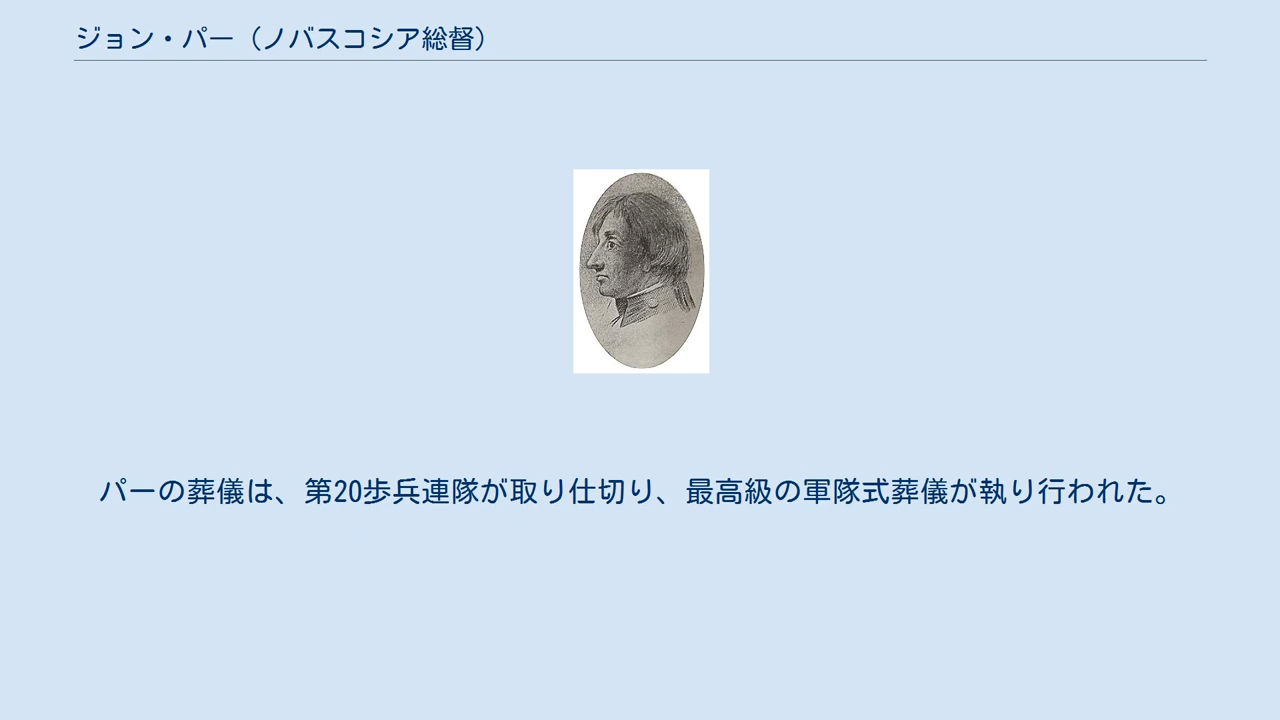 ジョン・パー（ノバスコシア総督）
パーの葬儀は、第20歩兵連隊が取り仕切り、最高級の軍隊式葬儀が執り行われた。